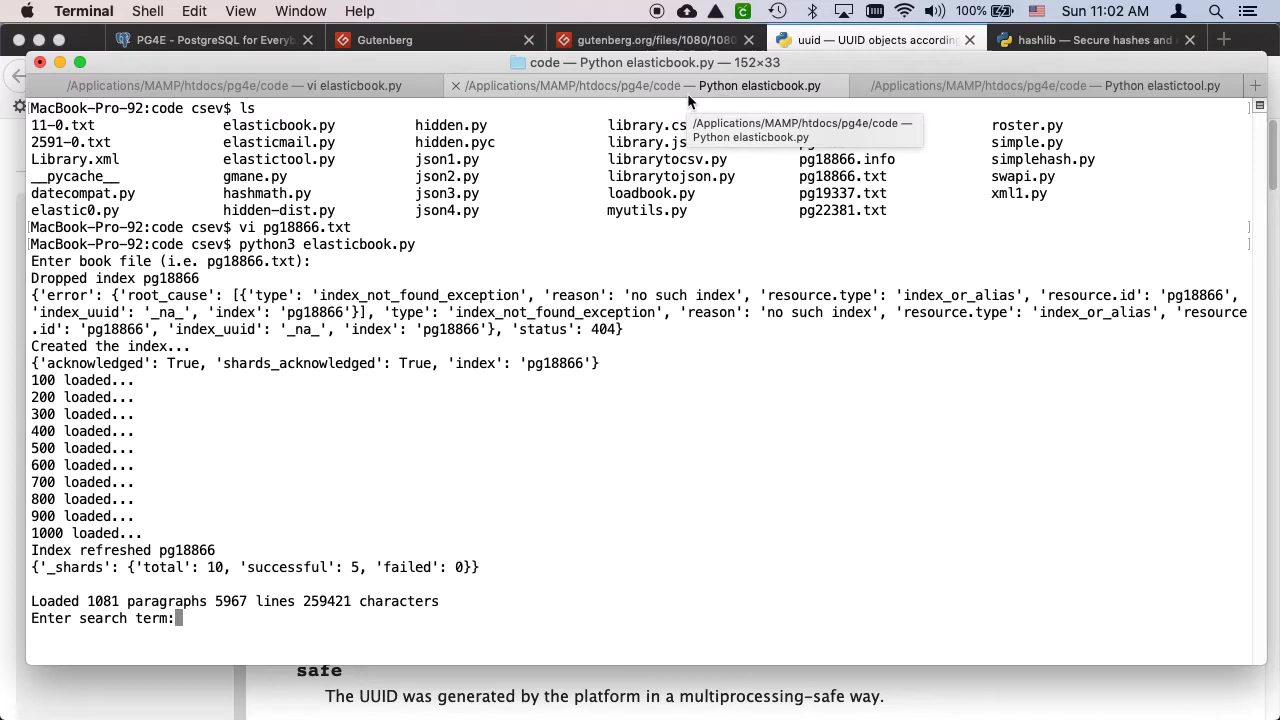 Terminal Shell Edit View Window Help 100% Sun 11:02 AM
PG4E - PostgreSQL for Everyb Gutenberg gutenberg.org/files/1080/1080 uuid — UUID objects according hashlib — Secure hashes and
code — Python elasticbook.py — 152×33
/Applications/MAMP/htdocs/pg4e/code — vi elasticbook.py /Applications/MAMP/htdocs/pg4e/code — Python elasticbook.py /Applications/MAMP/htdocs/pg4e/code — Python elastictool.py
MacBook-Pro-92:code csev$ ls
11-0.txt elasticbook.py hidden.py library.cs roster.py
2591-0.txt elasticmail.py hidden.pyc library.js simple.py
Library.xml elastictool.py json1.py librarytocsv.py pg18866.info simplehash.py
__pycache__ gmane.py json2.py librarytojson.py pg18866.txt swapi.py
datecompat.py hashmath.py json3.py loadbook.py pg19337.txt xml1.py
elastic0.py hidden-dist.py json4.py myutils.py pg22381.txt
/Applications/MAMP/htdocs/pg4e/code —
Python elasticbook.py
MacBook-Pro-92:code csev$ vi pg18866.txt
MacBook-Pro-92:code csev$ python3 elasticbook.py
Enter book file (i.e. pg18866.txt):
Dropped index pg18866
{'error': {'root_cause': [{'type': 'index_not_found_exception', 'reason': 'no such index', 'resource.type': 'index_or_alias', 'resource.id': 'pg18866',
'index_uuid': '_na_', 'index': 'pg18866'}], 'type': 'index_not_found_exception', 'reason': 'no such index', 'resource.type': 'index_or_alias', 'resource
.id': 'pg18866', 'index_uuid': '_na_', 'index': 'pg18866'}, 'status': 404}
Created the index...
{'acknowledged': True, 'shards_acknowledged': True, 'index': 'pg18866'}
100 loaded...
200 loaded...
300 loaded...
400 loaded...
500 loaded...
600 loaded...
700 loaded...
800 loaded...
900 loaded...
1000 loaded...
Index refreshed pg18866
{'_shards': {'total': 10, 'successful': 5, 'failed': 0}}
Loaded 1081 paragraphs 5967 lines 259421 characters
Enter search term:
safe
The UUID was generated by the platform in a multiprocessing-safe way.